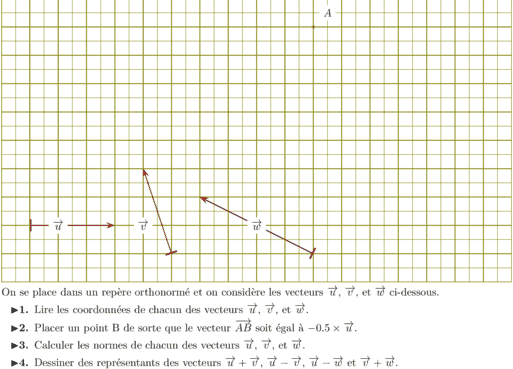 A
u⃗
v⃗
w⃗
On se place dans un repère orthonormé et on considère les vecteurs u⃗, v⃗, et w⃗ ci-dessous.
▶1. Lire les coordonnées de chacun des vecteurs u⃗, v⃗, et w⃗.
▶2. Placer un point B de sorte que le vecteur A⃗B⃗ soit égal à −0.5 × u⃗.
▶3. Calculer les normes de chacun des vecteurs u⃗, v⃗, et w⃗.
▶4. Dessiner des représentants des vecteurs u⃗ + v⃗, u⃗ − v⃗, u⃗ − w⃗ et v⃗ + w⃗.